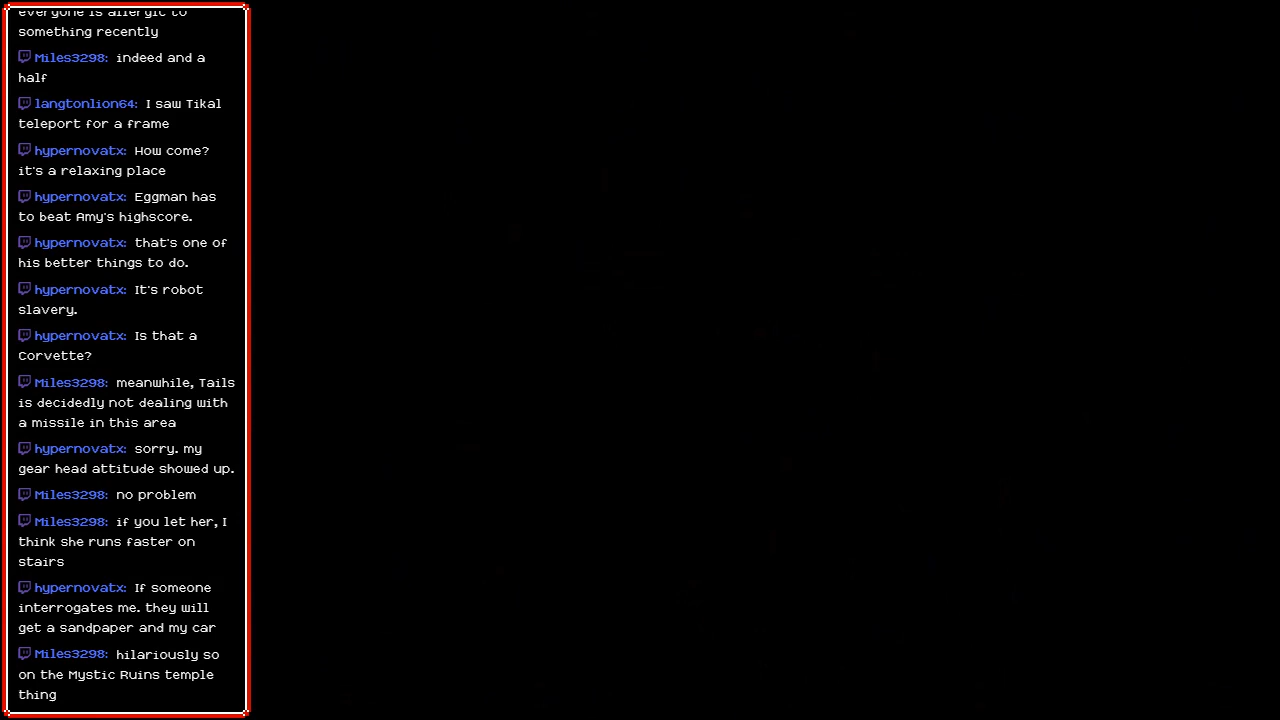 everyone is allergic to
something recently
Miles3298: indeed and a
half
langtonlion64: I saw Tikal
teleport for a frame
hypernovatx: How come?
it's a relaxing place
hypernovatx: Eggman has
to beat Amy's highscore.
hypernovatx: that's one of
his better things to do.
hypernovatx: It's robot
slavery.
hypernovatx: Is that a
Corvette?
Miles3298: meanwhile, Tails
is decidedly not dealing with
a missile in this area
hypernovatx: sorry. my
gear head attitude showed up.
Miles3298: no problem
Miles3298: if you let her, I
think she runs faster on
stairs
hypernovatx: If someone
interrogates me. they will
get a sandpaper and my car
Miles3298: hilariously so
on the Mystic Ruins temple
thing